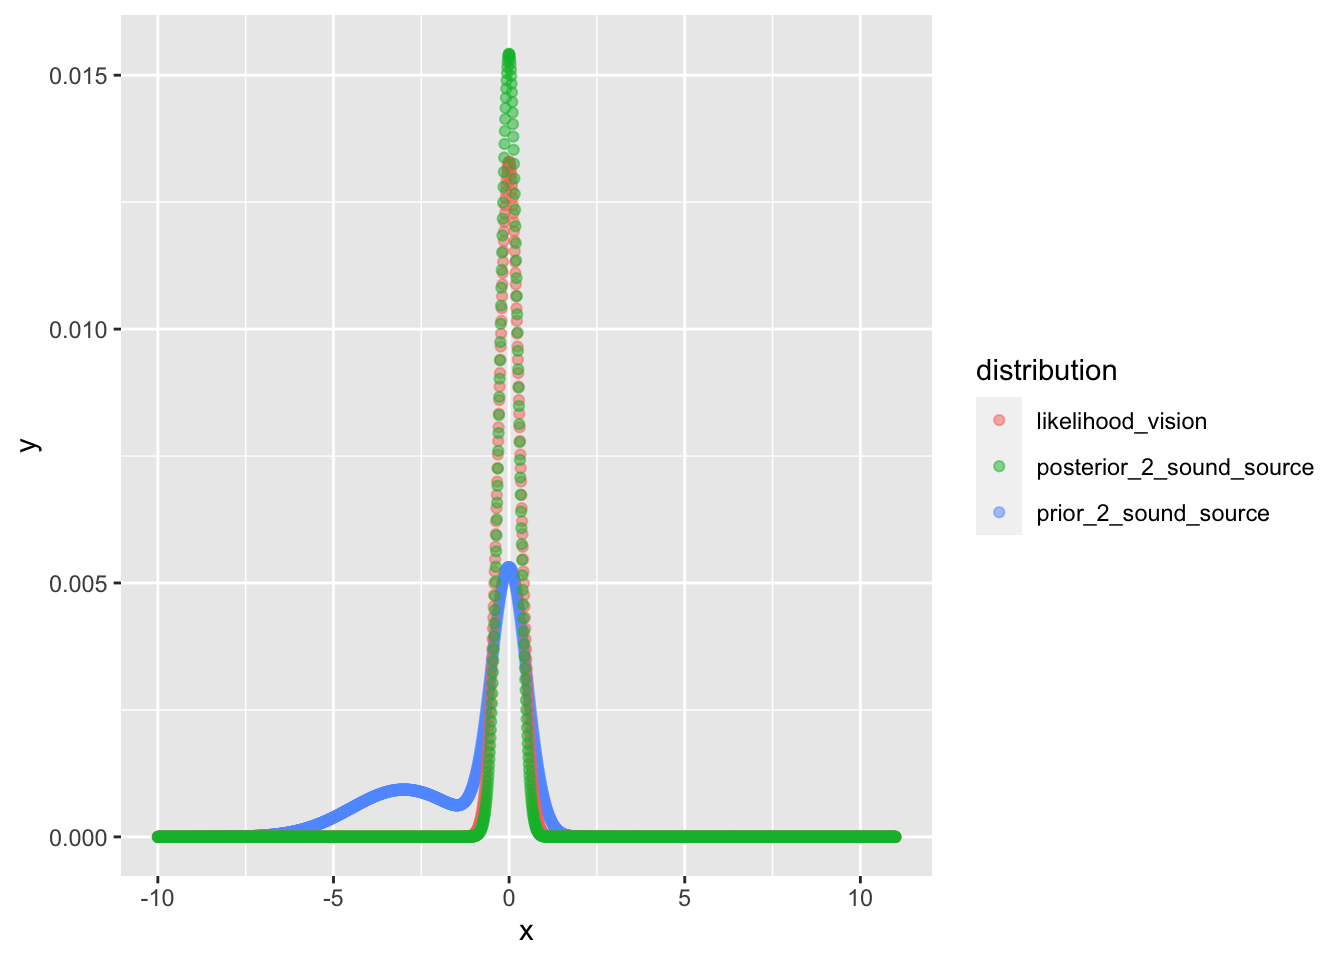 0.015
0.010
0.005
0.000
y
-10
-5
0
5
10
x
distribution
likelihood_vision
posterior_2_sound_source
prior_2_sound_source